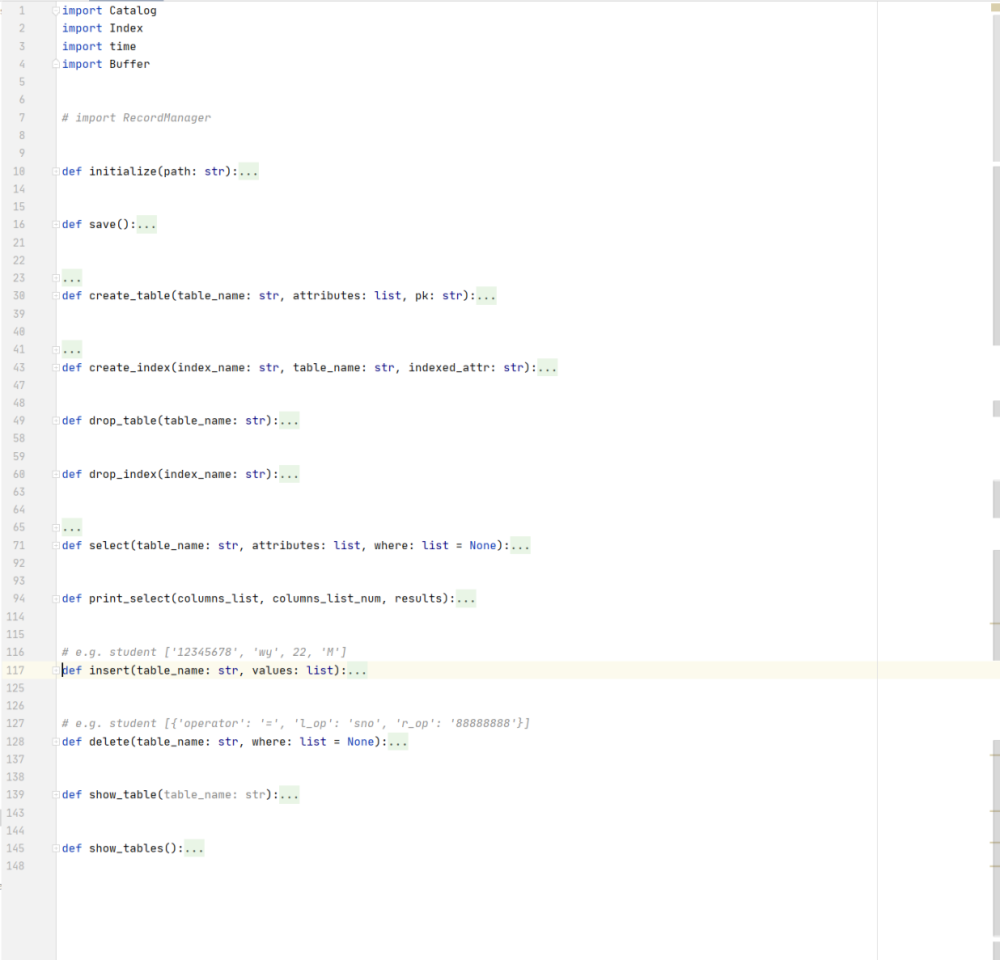 1 import Catalog
2 import Index
3 import time
4 import Buffer
5
6
7 # import RecordManager
8
9
10 def initialize(path: str):...
14
15
16 def save():...
21
22
23 ...
30 def create_table(table_name: str, attributes: list, pk: str):...
39
40
41 ...
43 def create_index(index_name: str, table_name: str, indexed_attr: str):...
47
48
49 def drop_table(table_name: str):...
58
59
60 def drop_index(index_name: str):...
63
64
65 ...
71 def select(table_name: str, attributes: list, where: list = None):...
92
93
94 def print_select(columns_list, columns_list_num, results):...
114
115
116 # e.g. student ['12345678', 'wy', 22, 'M']
117 def insert(table_name: str, values: list):...
125
126
127 # e.g. student [{'operator': '=', 'l_op': 'sno', 'r_op': '88888888'}]
128 def delete(table_name: str, where: list = None):...
137
138
139 def show_table(table_name: str):...
143
144
145 def show_tables():...
148